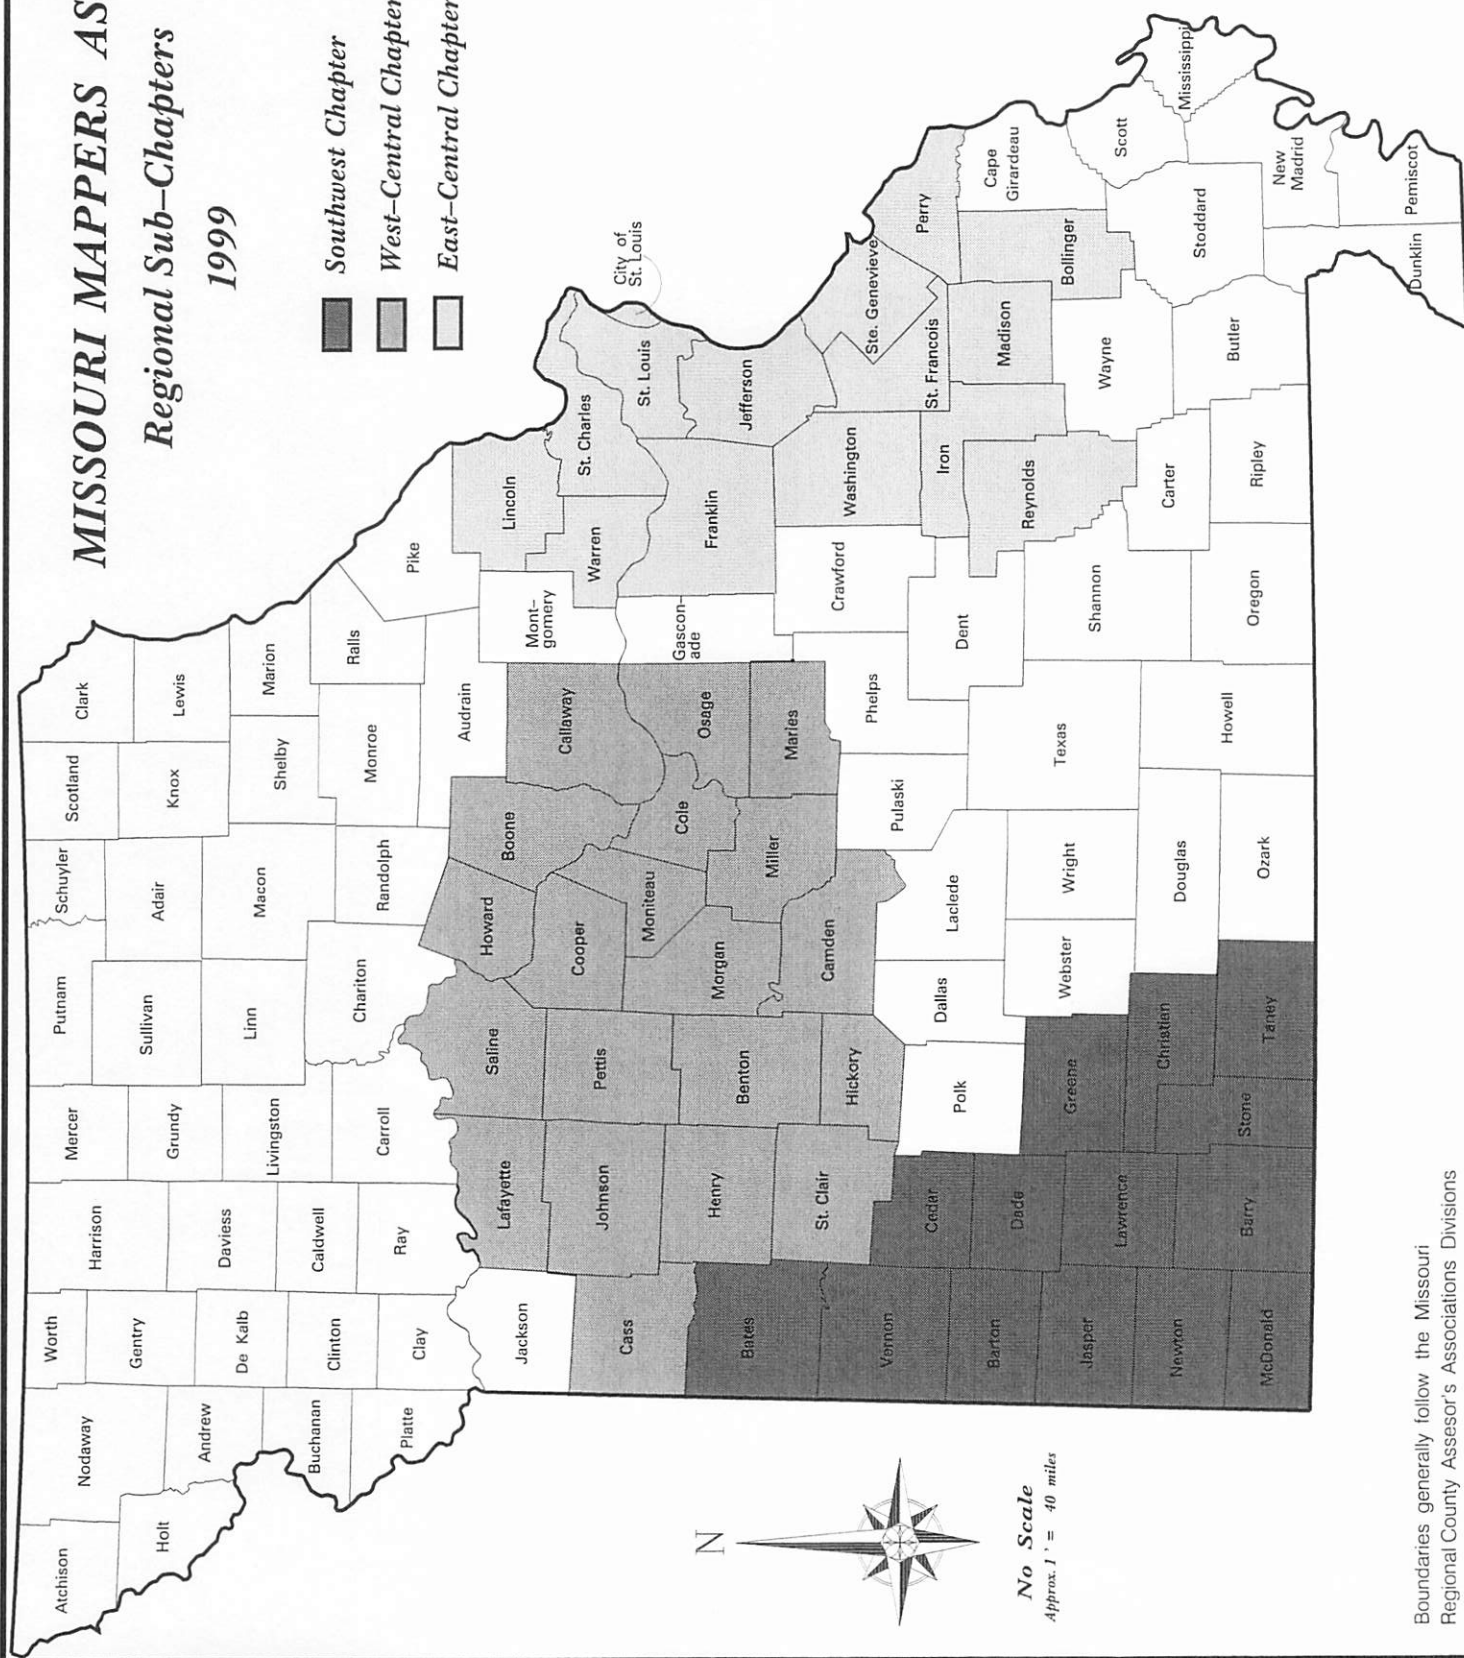 MISSOURI MAPPERS AS
Regional Sub-Chapters
1999
Southwest Chapter
West-Central Chapter
East-Central Chapter
Atchison
Nodaway
Worth
Harrison
Mercer
Putnam
Schuyler
Scotland
Clark
Holt
Andrew
Gentry
Grundy
Sullivan
Adair
Knox
Lewis
De Kalb
Daviess
Livingston
Linn
Macon
Shelby
Marion
Buchanan
Clinton
Caldwell
Chariton
Randolph
Monroe
Ralls
Platte
Clay
Ray
Carroll
Audrain
Pike
Jackson
Lafayette
Saline
Howard
Boone
Callaway
Mont-
gomery
Lincoln
Warren
St. Charles
St. Louis
City of
St. Louis
Cass
Johnson
Pettis
Cooper
Moniteau
Cole
Osage
Gascon-
ade
Franklin
Jefferson
Bates
Henry
Benton
Morgan
Miller
Maries
Crawford
Washington
Ste. Genevieve
St. Francois
Perry
Vernon
St. Clair
Hickory
Camden
Pulaski
Phelps
Dent
Iron
Madison
Bollinger
Cape
Girardeau
Barton
Cedar
Polk
Dallas
Laclede
Texas
Shannon
Reynolds
Wayne
Stoddard
Scott
Mississippi
Jasper
Dade
Greene
Webster
Wright
Carter
Butler
New
Madrid
Newton
Lawrence
Christian
Douglas
Howell
Oregon
Ripley
McDonald
Barry
Stone
Taney
Ozark
Dunklin
Pemiscot
N
No Scale
Approx. 1 ' = 40 miles
Boundaries generally follow the Missouri
Regional County Assesor's Associations Divisions